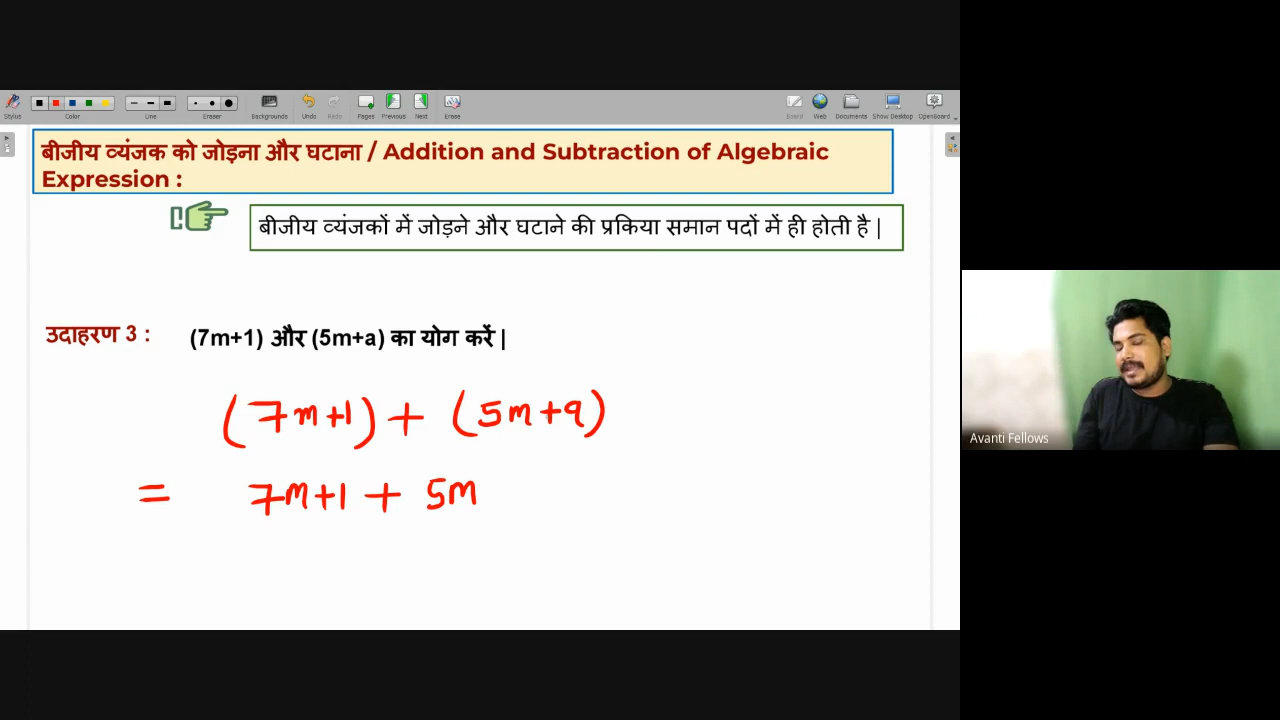 Stylus Color Line Eraser Backgrounds Undo Redo Pages Previous Next Erase Board Web Documents Show Desktop OpenBoard
बीजीय व्यंजक को जोड़ना और घटाना / Addition and Subtraction of Algebraic
Expression :
बीजीय व्यंजकों में जोड़ने और घटाने की प्रकिया समान पदों में ही होती है |
उदाहरण 3 : (7m+1) और (5m+a) का योग करें |
(7m+1) + (5m+a)
= 7m+1 + 5m
Avanti Fellows